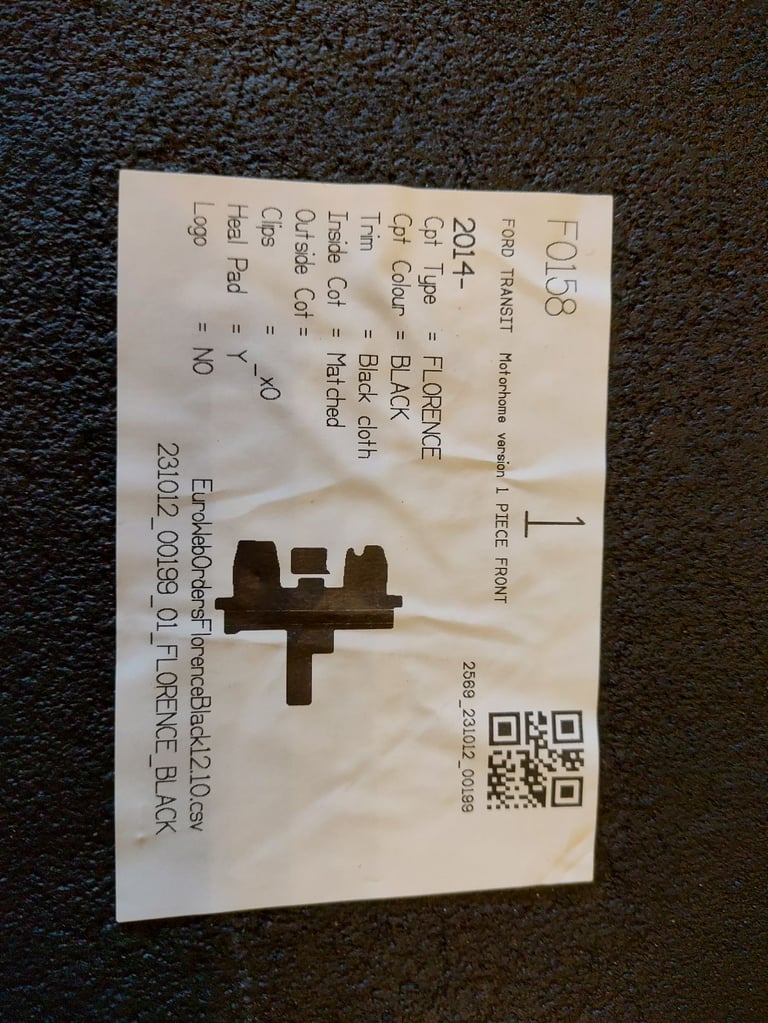 F0158
1
FORD TRANSIT Motorhome version 1 PIECE FRONT
2014-
2569_231012_00199
Cpt Type = FLORENCE
Cpt Colour = BLACK
Trim = Black cloth
Inside Cot = Matched
Outside Cot =
Clips = _x0
Heal Pad = Y
Logo = NO
EuroWebOrdersFlorenceBlack12.10.csv
231012_00199_01_FLORENCE_BLACK